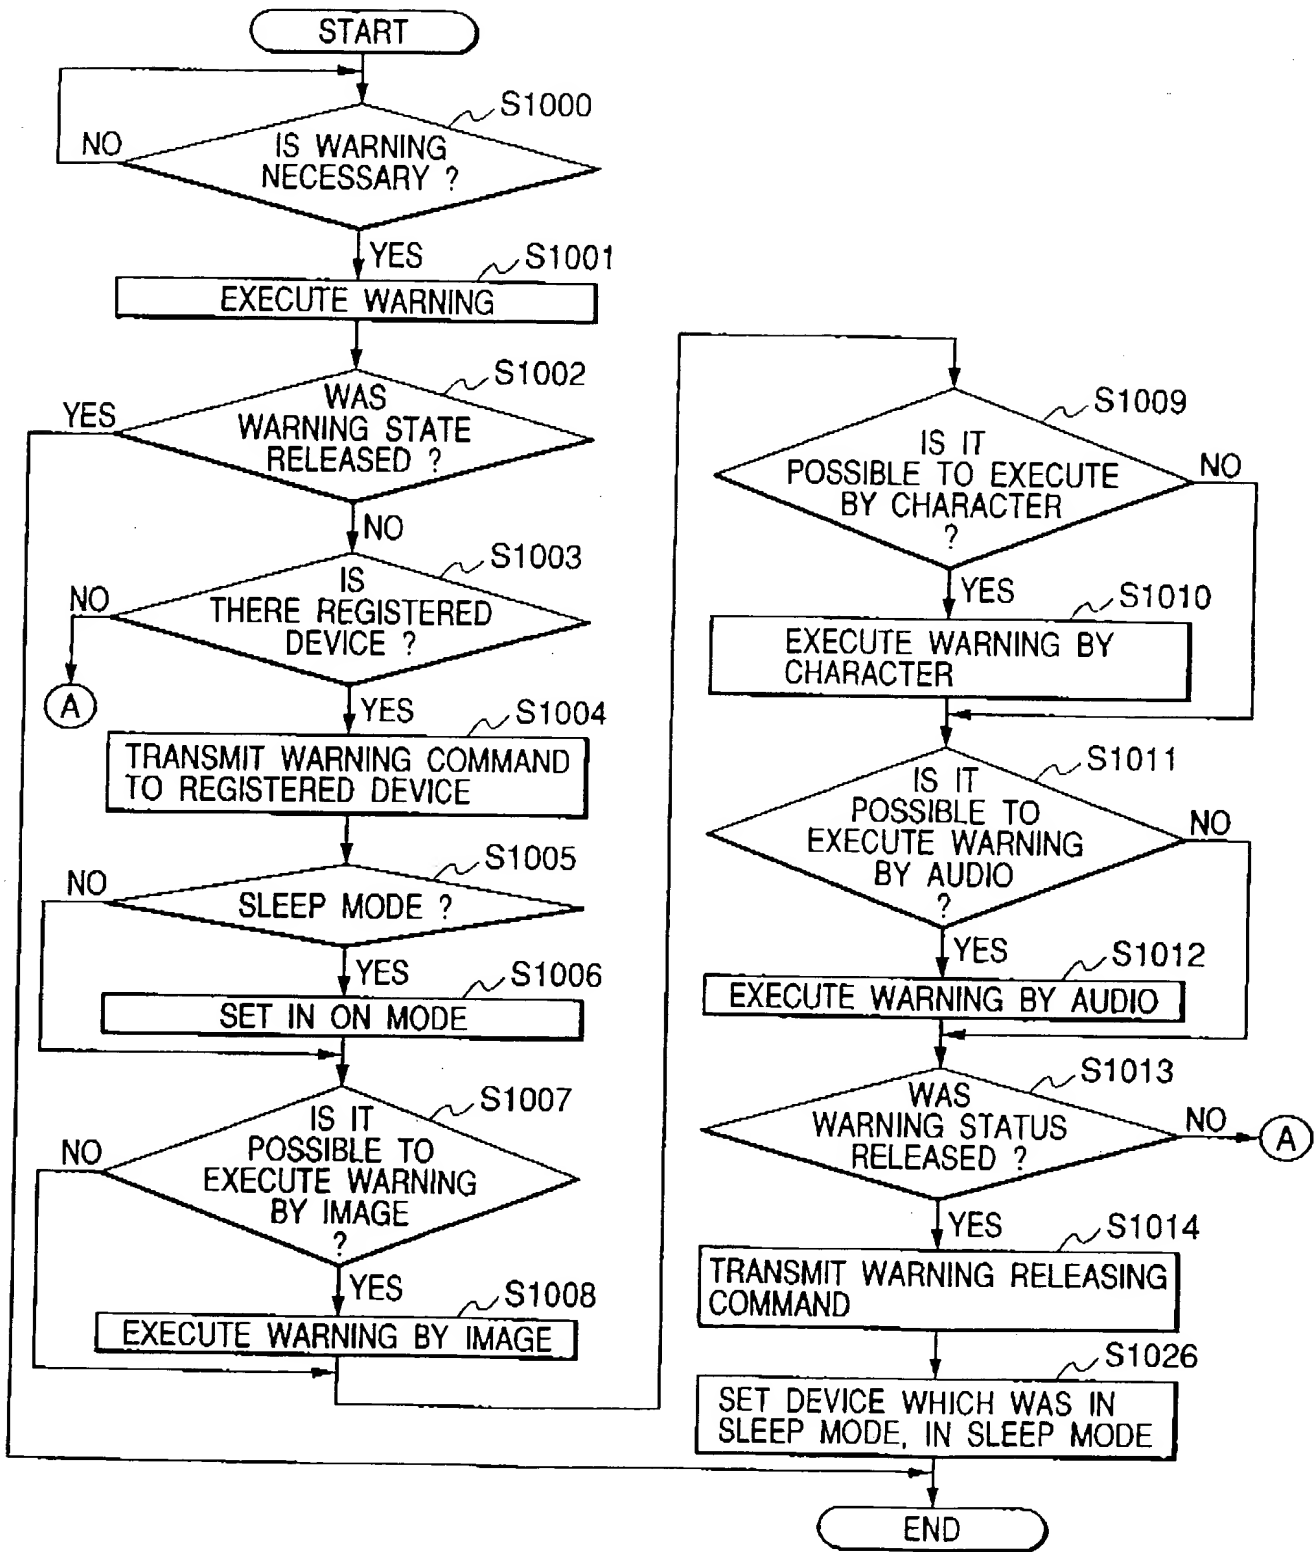 START
S1000
NO
IS WARNING
NECESSARY ?
YES
S1001
EXECUTE WARNING
S1002
YES
WAS
WARNING STATE
RELEASED ?
NO
S1003
NO
IS
THERE REGISTERED
DEVICE ?
A
YES
S1004
TRANSMIT WARNING COMMAND
TO REGISTERED DEVICE
S1005
NO
SLEEP MODE ?
YES
S1006
SET IN ON MODE
S1007
NO
IS IT
POSSIBLE TO
EXECUTE WARNING
BY IMAGE
?
YES
S1008
EXECUTE WARNING BY IMAGE
S1009
IS IT
POSSIBLE TO EXECUTE
BY CHARACTER
?
NO
YES
S1010
EXECUTE WARNING BY
CHARACTER
S1011
IS IT
POSSIBLE TO
EXECUTE WARNING
BY AUDIO
?
NO
YES
S1012
EXECUTE WARNING BY AUDIO
S1013
WAS
WARNING STATUS
RELEASED ?
NO
A
YES
S1014
TRANSMIT WARNING RELEASING
COMMAND
S1026
SET DEVICE WHICH WAS IN
SLEEP MODE, IN SLEEP MODE
END